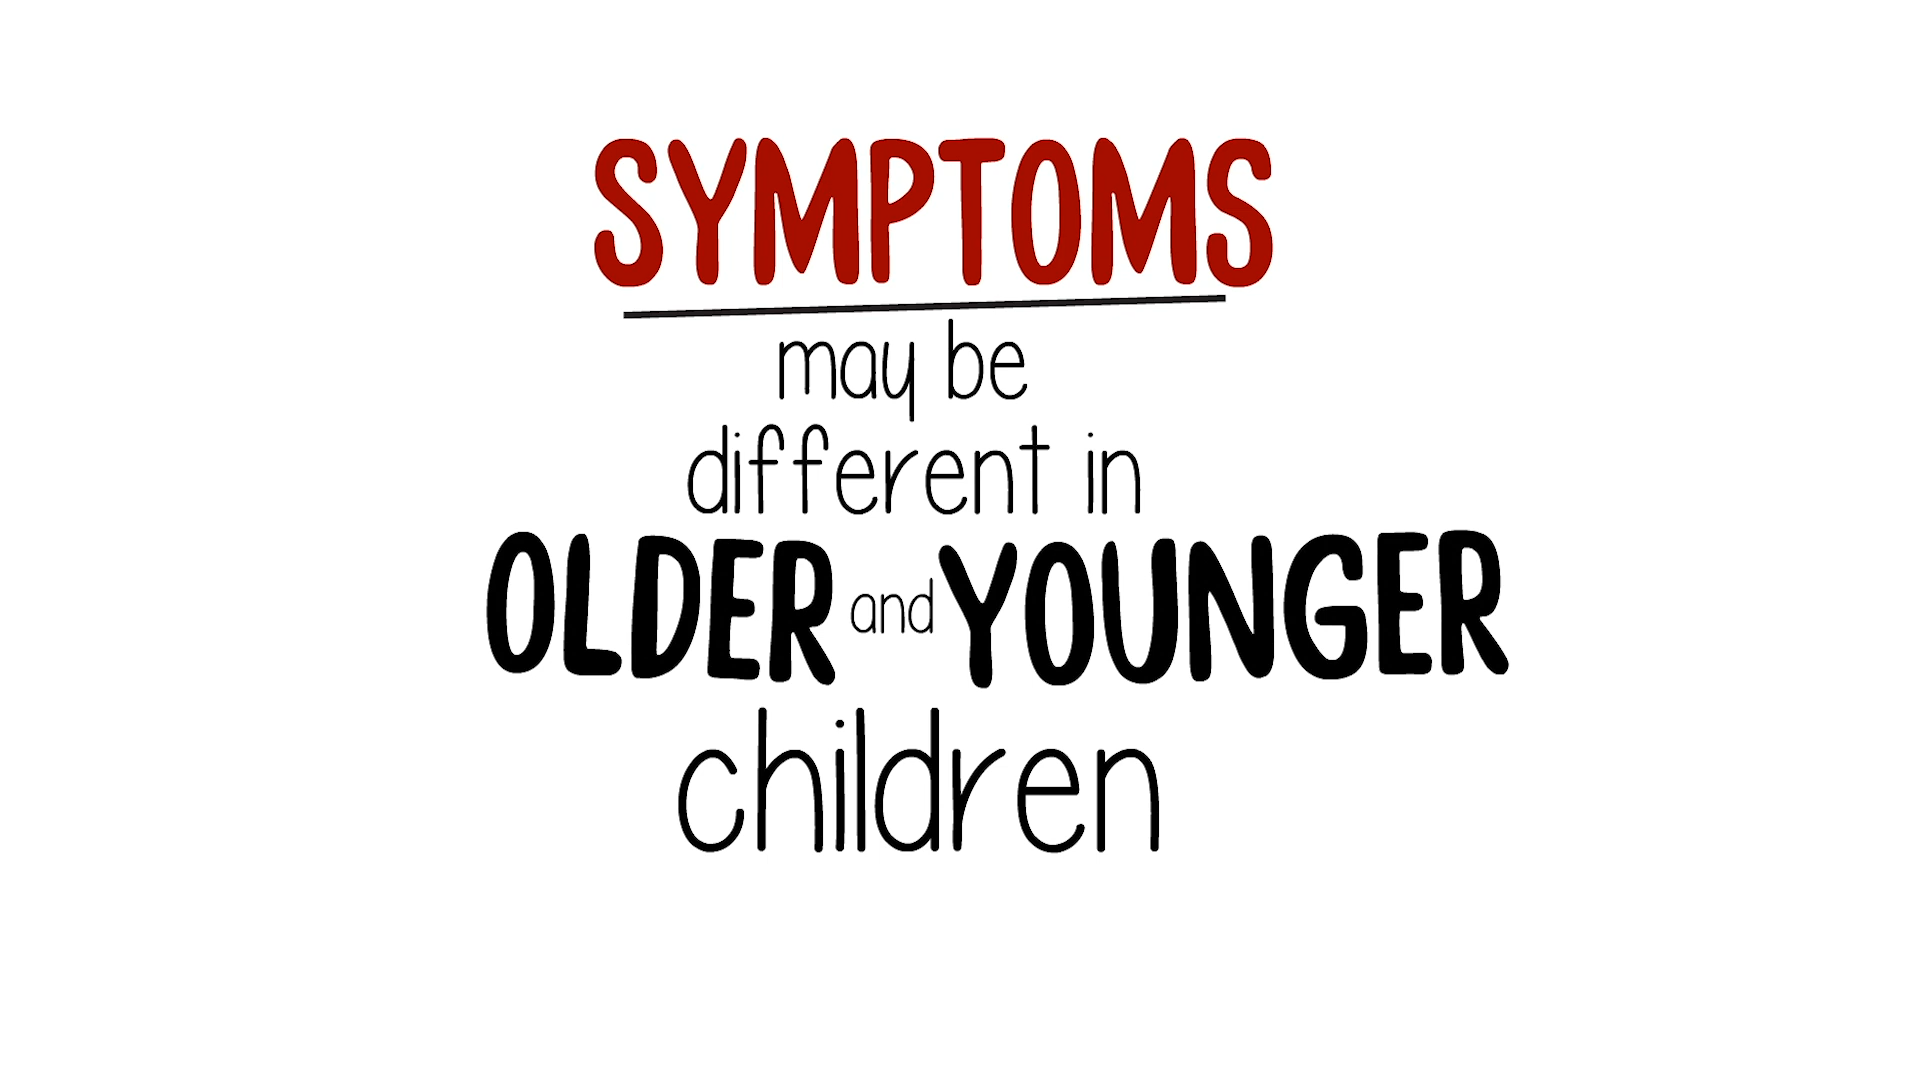 SYMPTOMS
may be
different in
OLDER and YOUNGER
children